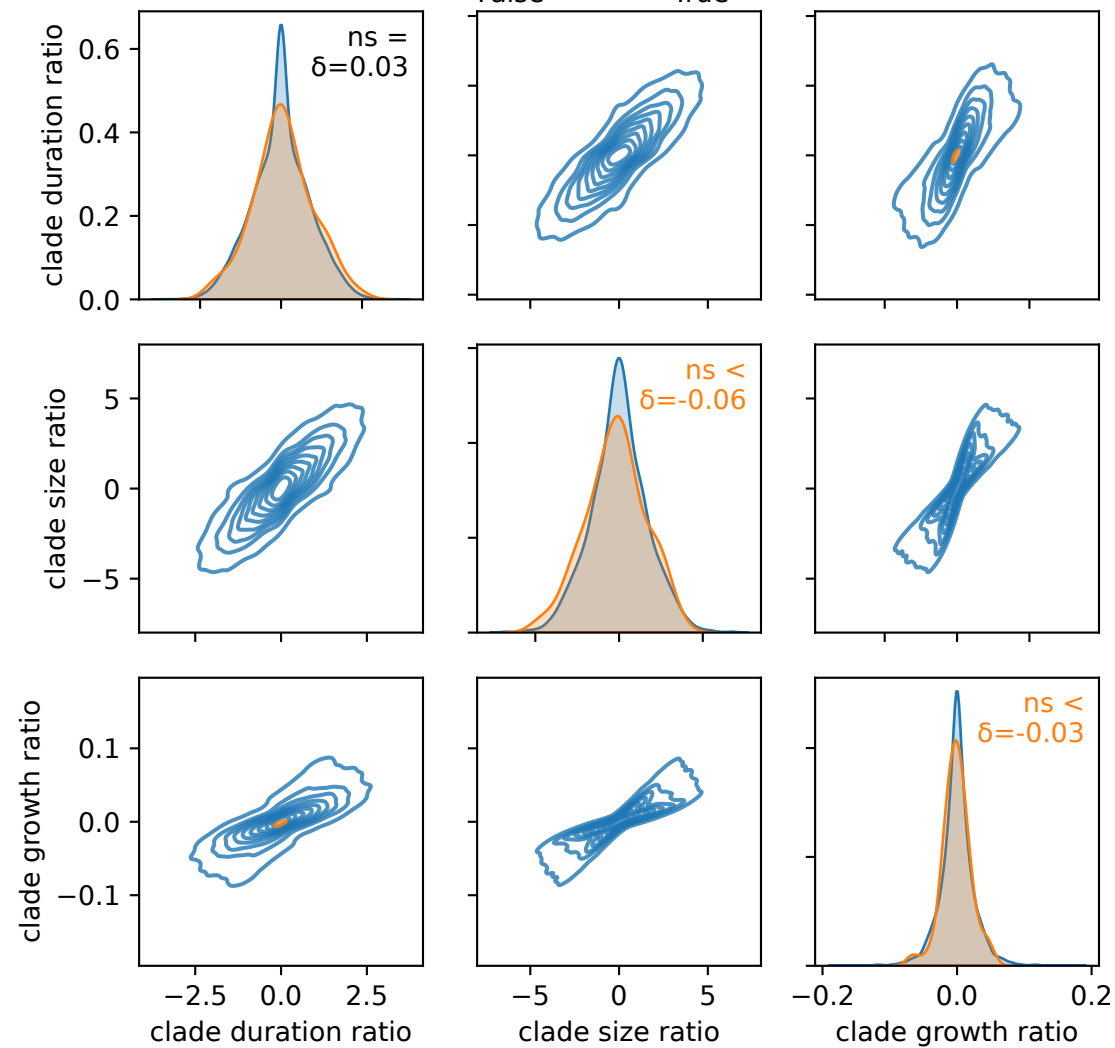 ns =
δ=0.03
clade duration ratio
0.6
0.4
0.2
0.0
ns <
δ=-0.06
clade size ratio
5
0
−5
ns <
δ=-0.03
clade growth ratio
0.1
0.0
−0.1
−2.5 0.0 2.5
−5 0 5
−0.2 0.0 0.2
clade duration ratio
clade size ratio
clade growth ratio